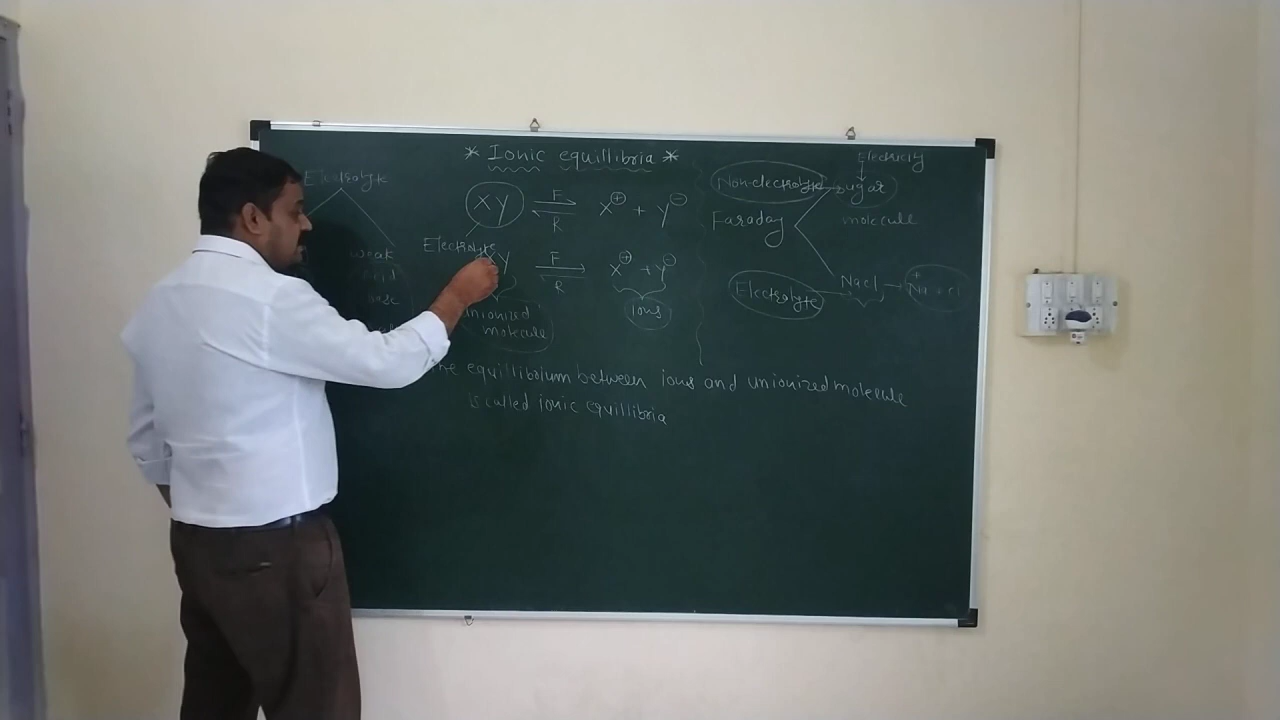 * Ionic equillibria *
Electrolyte
weak
XY ⇌ X⊕ + Y⊖
F
R
Electrolyte
XY ⇌ X⊕ + Y⊖
F
R
unionized
molecule
ions
Electricity
↓
Non-electrolyte sugar
molecule
Faraday
Electrolyte → NaCl → Na+
The equillibrium between ions and unionized molecule
is called ionic equillibria